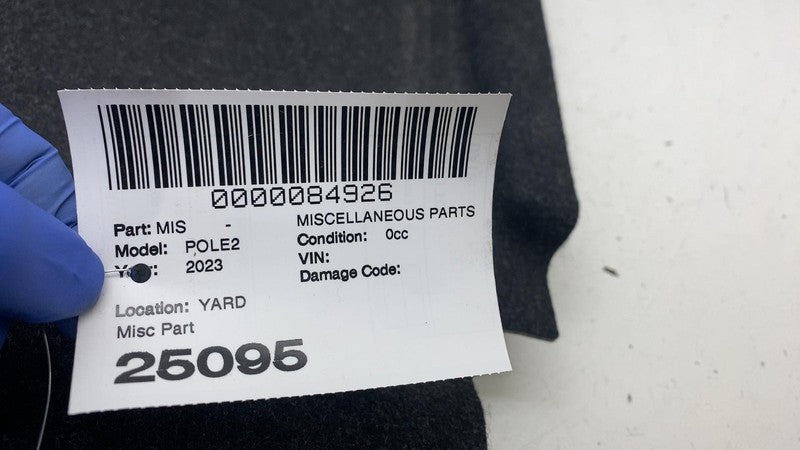 0000084926
Part: MIS - MISCELLANEOUS PARTS
Model: POLE2 Condition: 0cc
2023 VIN:
Damage Code:
Location: YARD
Misc Part
25095